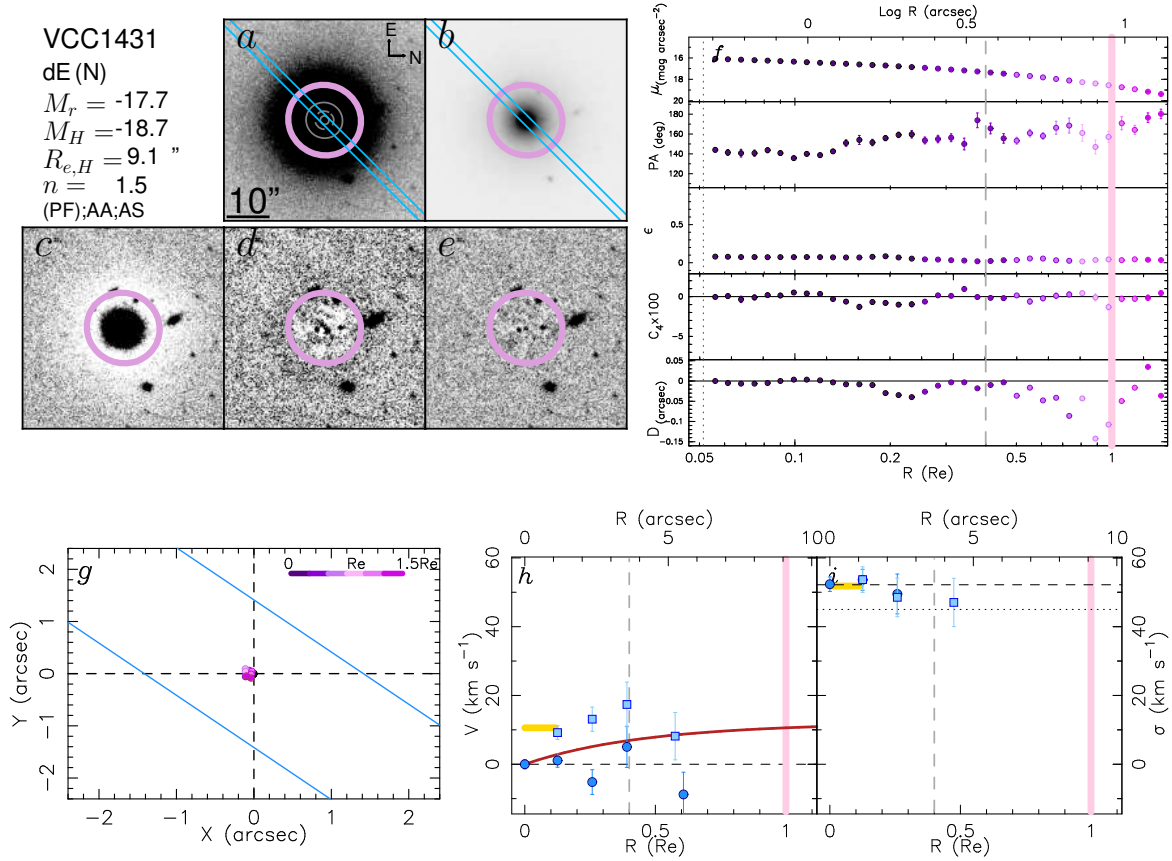 VCC1431
dE (N)
M_r = -17.7
M_H = -18.7
R_{e,H} = 9.1 "
n = 1.5
(PF);AA;AS
a
E
N
10"
b
c
d
e
Log R (arcsec)
0 0.5 1
f
μ(mag arcsec⁻²)
16
18
20
PA (deg)
180
160
140
120
ε
0.5
0
C₄x100
0
−5
D (arcsec)
0.05
0
−0.05
−0.1
−0.15
0.05 0.1 0.2 0.5 1
R (Re)
g
0 Re 1.5Re
Y (arcsec)
2
1
0
−1
−2
−2 −1 0 1 2
X (arcsec)
R (arcsec)
0 5 10
h
V (km s⁻¹)
60
40
20
0
0 0.5 1
R (Re)
R (arcsec)
0 5 10
i
σ (km s⁻¹)
60
40
20
0
0 0.5 1
R (Re)